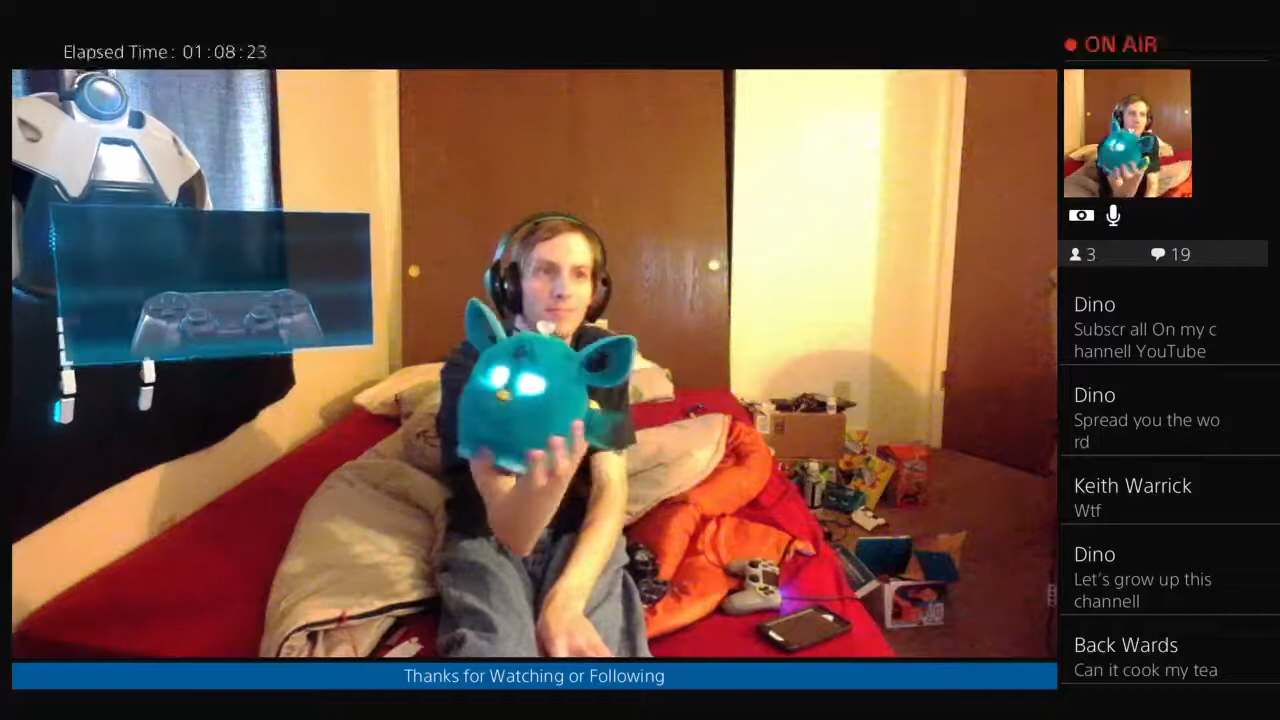 Elapsed Time: 01:08:23
ON AIR
3 19
Dino
Subscr all On my c
hannell YouTube
Dino
Spread you the wo
rd
Keith Warrick
Wtf
Dino
Let's grow up this
channell
Back Wards
Can it cook my tea
Thanks for Watching or Following